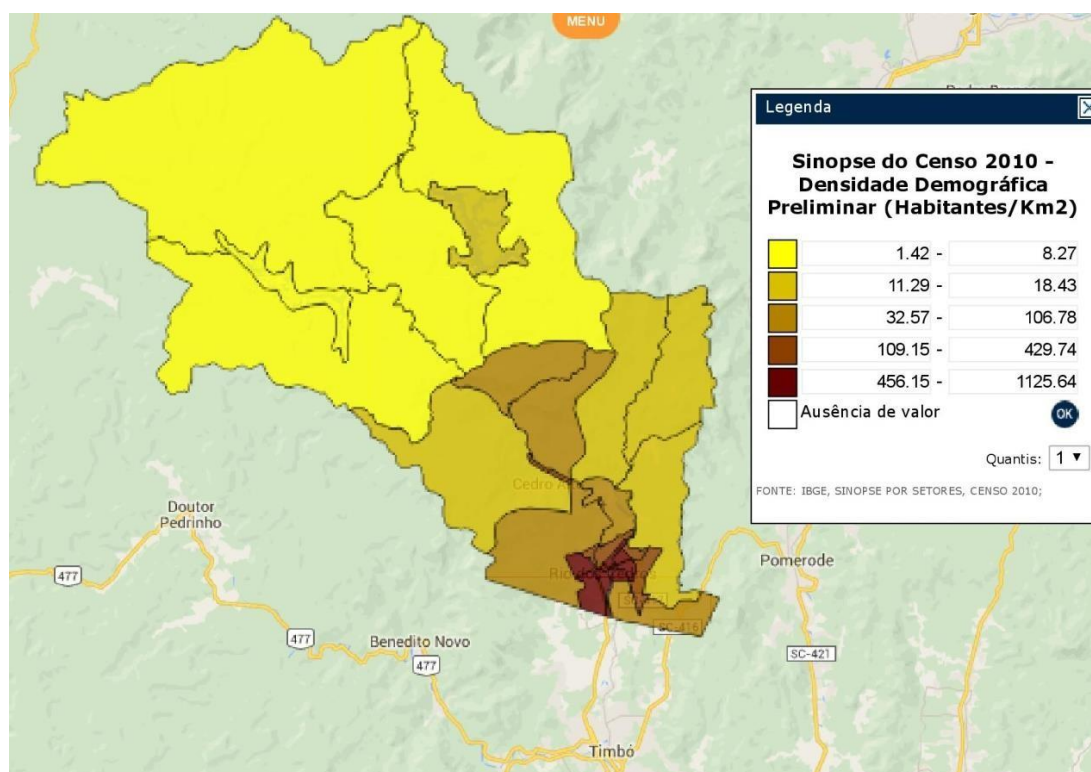 MENU
Legenda
Sinopse do Censo 2010 -
Densidade Demográfica
Preliminar (Habitantes/Km2)
1.42 - 8.27
11.29 - 18.43
32.57 - 106.78
109.15 - 429.74
456.15 - 1125.64
Ausência de valor
OK
Quantis: 1
FONTE: IBGE, SINOPSE POR SETORES, CENSO 2010;
Cedro A
Doutor
Pedrinho
Pomerode
477
SC-416
477
Benedito Novo
477
SC-421
Timbó